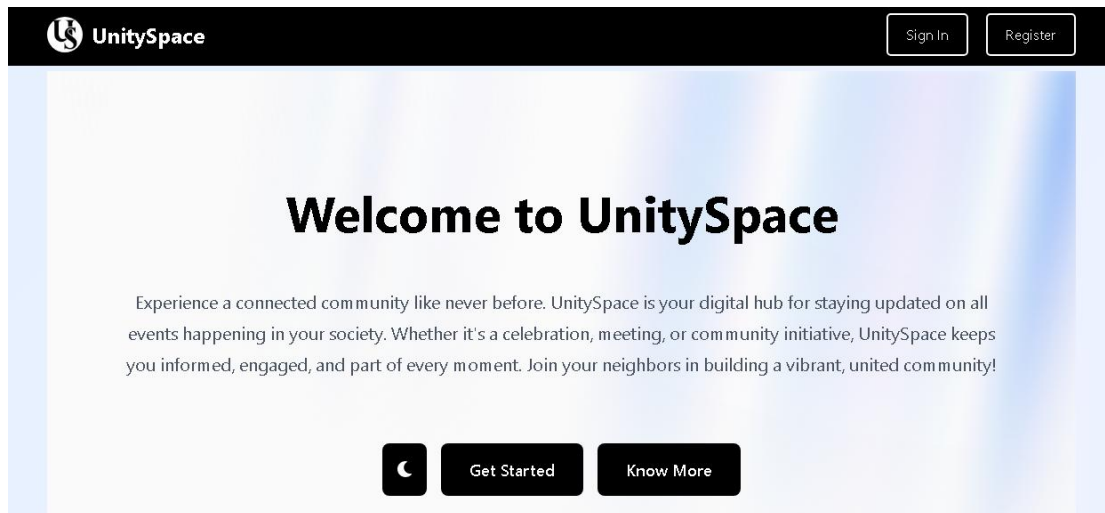 US UnitySpace
Sign In
Register
Welcome to UnitySpace
Experience a connected community like never before. UnitySpace is your digital hub for staying updated on all
events happening in your society. Whether it's a celebration, meeting, or community initiative, UnitySpace keeps
you informed, engaged, and part of every moment. Join your neighbors in building a vibrant, united community!
Get Started
Know More